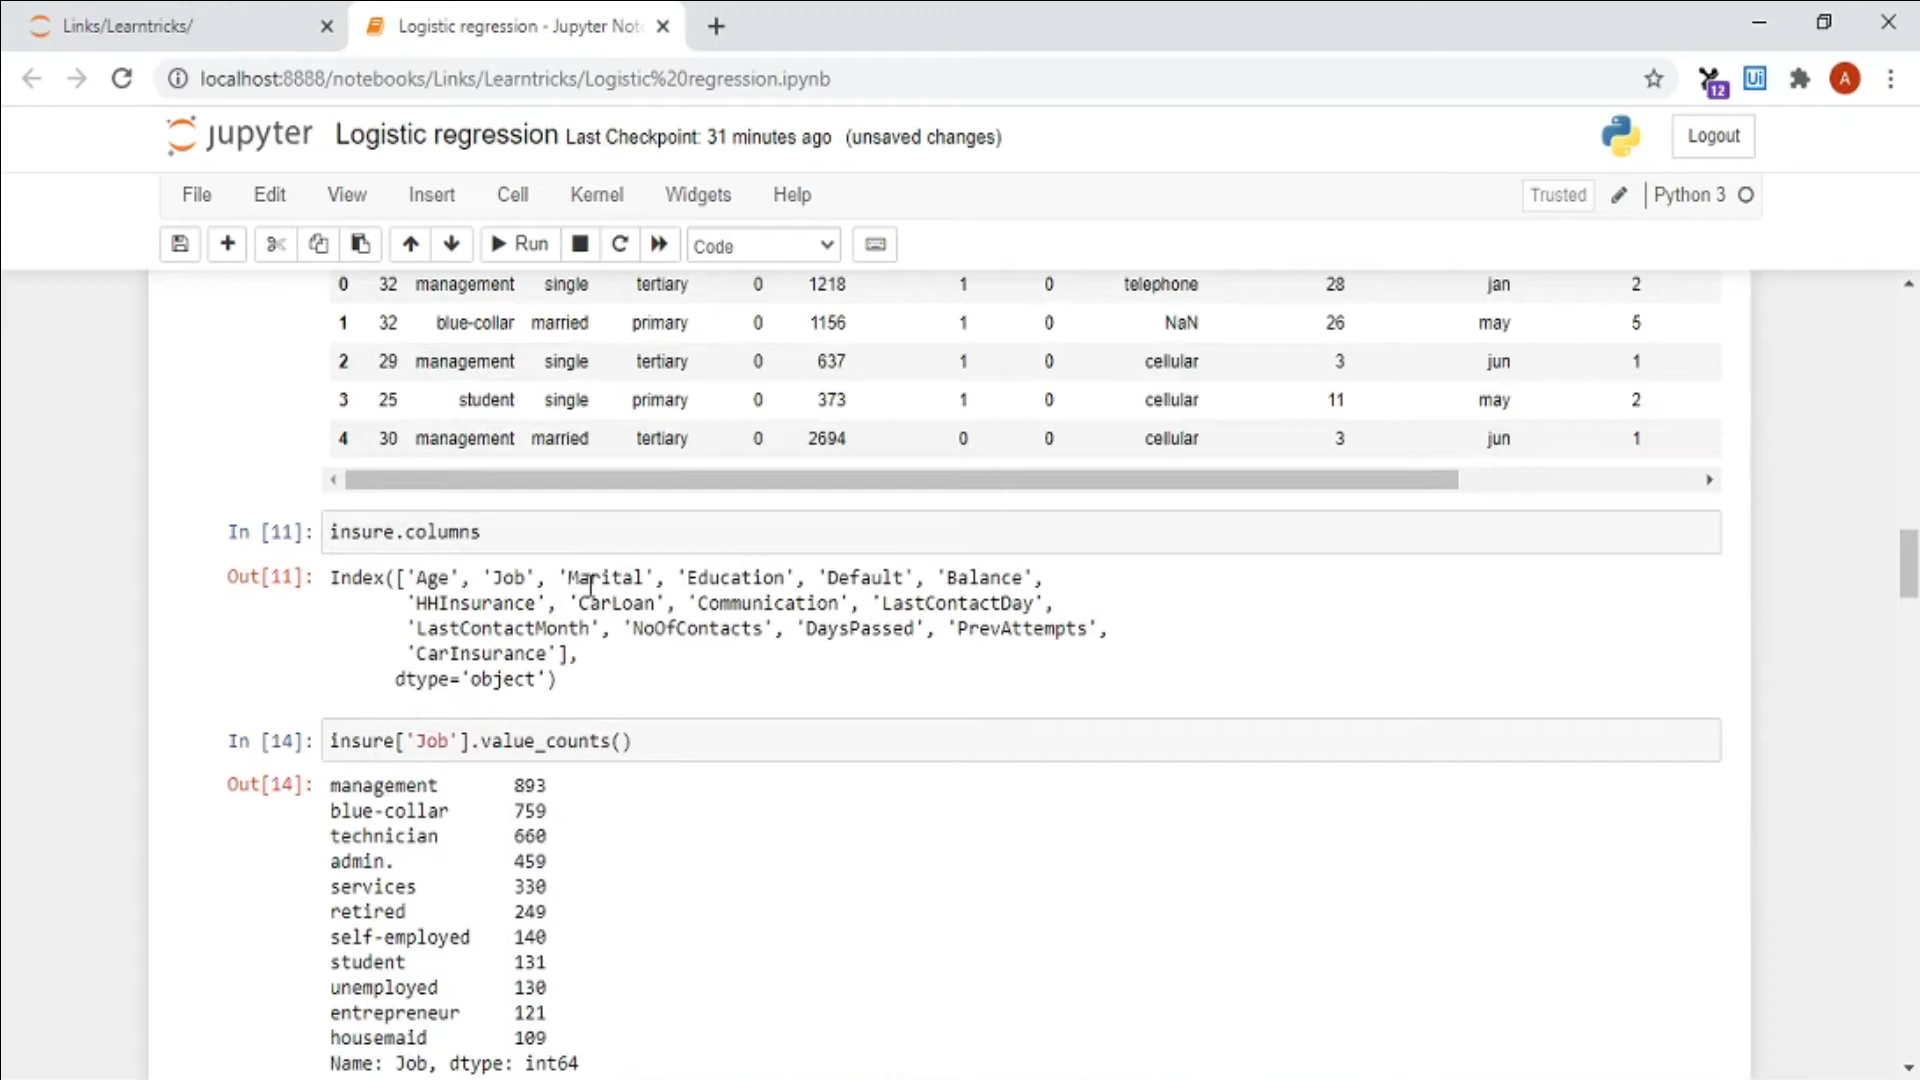 Links/Learntricks/
Logistic regression - Jupyter Not
localhost:8888/notebooks/Links/Learntricks/Logistic%20regression.ipynb
12
Ui
A
jupyter Logistic regression Last Checkpoint: 31 minutes ago (unsaved changes)
Logout
File Edit View Insert Cell Kernel Widgets Help
Trusted Python 3
Run Code
0 32 management single tertiary 0 1218 1 0 telephone 28 jan 2
1 32 blue-collar married primary 0 1156 1 0 NaN 26 may 5
2 29 management single tertiary 0 637 1 0 cellular 3 jun 1
3 25 student single primary 0 373 1 0 cellular 11 may 2
4 30 management married tertiary 0 2694 0 0 cellular 3 jun 1
In [11]: insure.columns
Out[11]: Index(['Age', 'Job', 'Marital', 'Education', 'Default', 'Balance',
'HHInsurance', 'CarLoan', 'Communication', 'LastContactDay',
'LastContactMonth', 'NoOfContacts', 'DaysPassed', 'PrevAttempts',
'CarInsurance'],
dtype='object')
In [14]: insure['Job'].value_counts()
Out[14]: management 893
blue-collar 759
technician 660
admin. 459
services 330
retired 249
self-employed 140
student 131
unemployed 130
entrepreneur 121
housemaid 109
Name: Job, dtype: int64